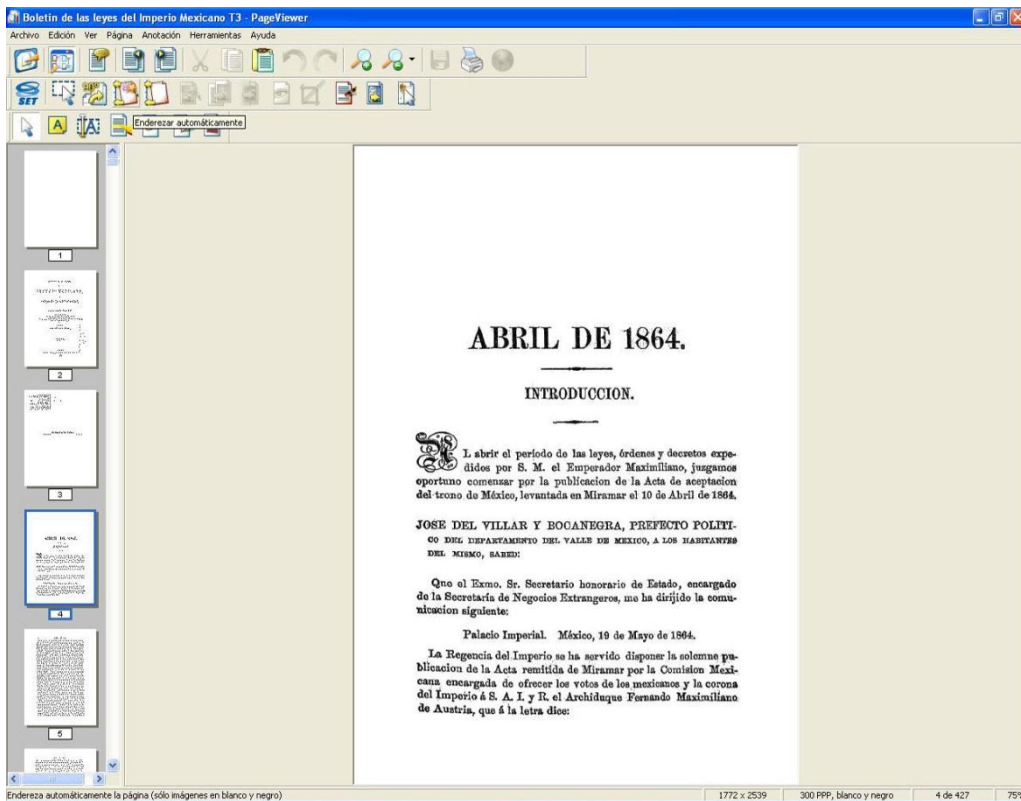 Boletin de las leyes del Imperio Mexicano T3 - PageViewer
Archivo Edición Ver Página Anotación Herramientas Ayuda
SET
Enderezar automáticamente
1
2
3
4
5
ABRIL DE 1864.
INTRODUCCION.
L abrir el período de las leyes, órdenes y decretos expe-
didos por S. M. el Emperador Maximiliano, juzgamos
oportuno comenzar por la publicacion de la Acta de aceptacion
del trono de México, levantada en Miramar el 10 de Abril de 1864.
JOSE DEL VILLAR Y BOCANEGRA, PREFECTO POLITI-
CO DEL DEPARTAMENTO DEL VALLE DE MEXICO, A LOS HABITANTES
DEL MISMO, SABED:
Que el Exmo. Sr. Secretario honorario de Estado, encargado
de la Secretaría de Negocios Extrangeros, me ha dirijido la comu-
nicacion siguiente:
Palacio Imperial. México, 19 de Mayo de 1864.
La Regencia del Imperio se ha servido disponer la solemne pu-
blicacion de la Acta remitida de Miramar por la Comision Mexi-
cana encargada de ofrecer los votos de los mexicanos y la corona
del Imperio á S. A. I. y R. el Archiduque Fernando Maximiliano
de Austria, que á la letra dice:
Endereza automáticamente la página (sólo imágenes en blanco y negro)
1772 x 2539
300 PPP, blanco y negro
4 de 427
75%